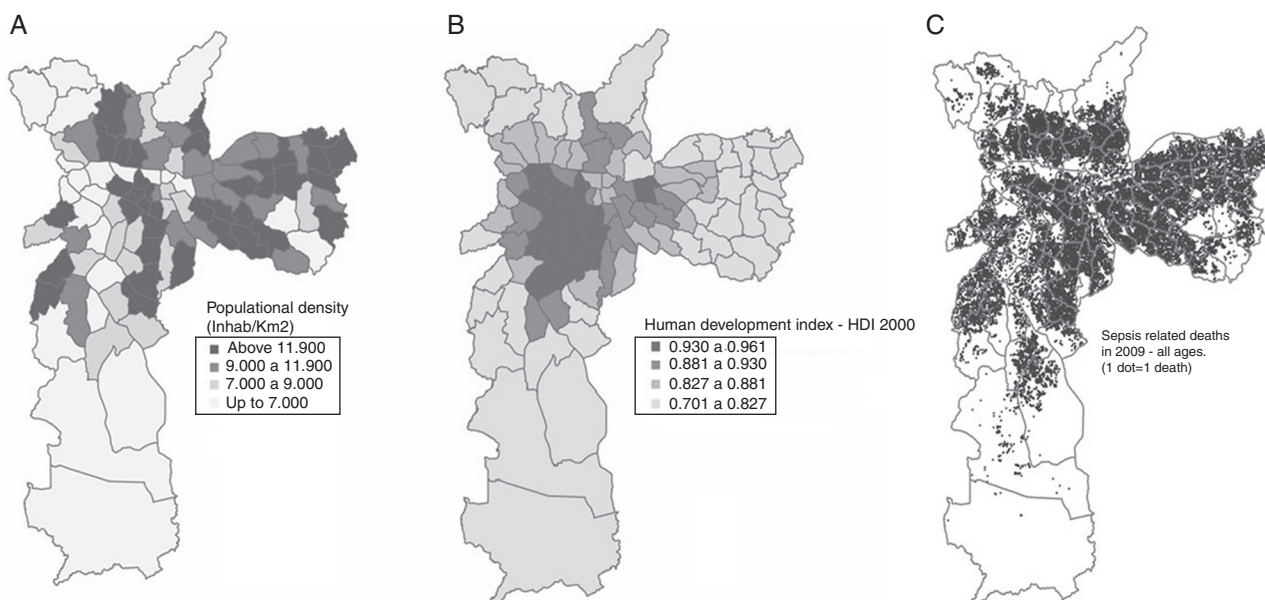 A
B
C
Populational density
(Inhab/Km2)
Above 11.900
9.000 a 11.900
7.000 a 9.000
Up to 7.000
Human development index - HDI 2000
0.930 a 0.961
0.881 a 0.930
0.827 a 0.881
0.701 a 0.827
Sepsis related deaths
in 2009 - all ages.
(1 dot=1 death)